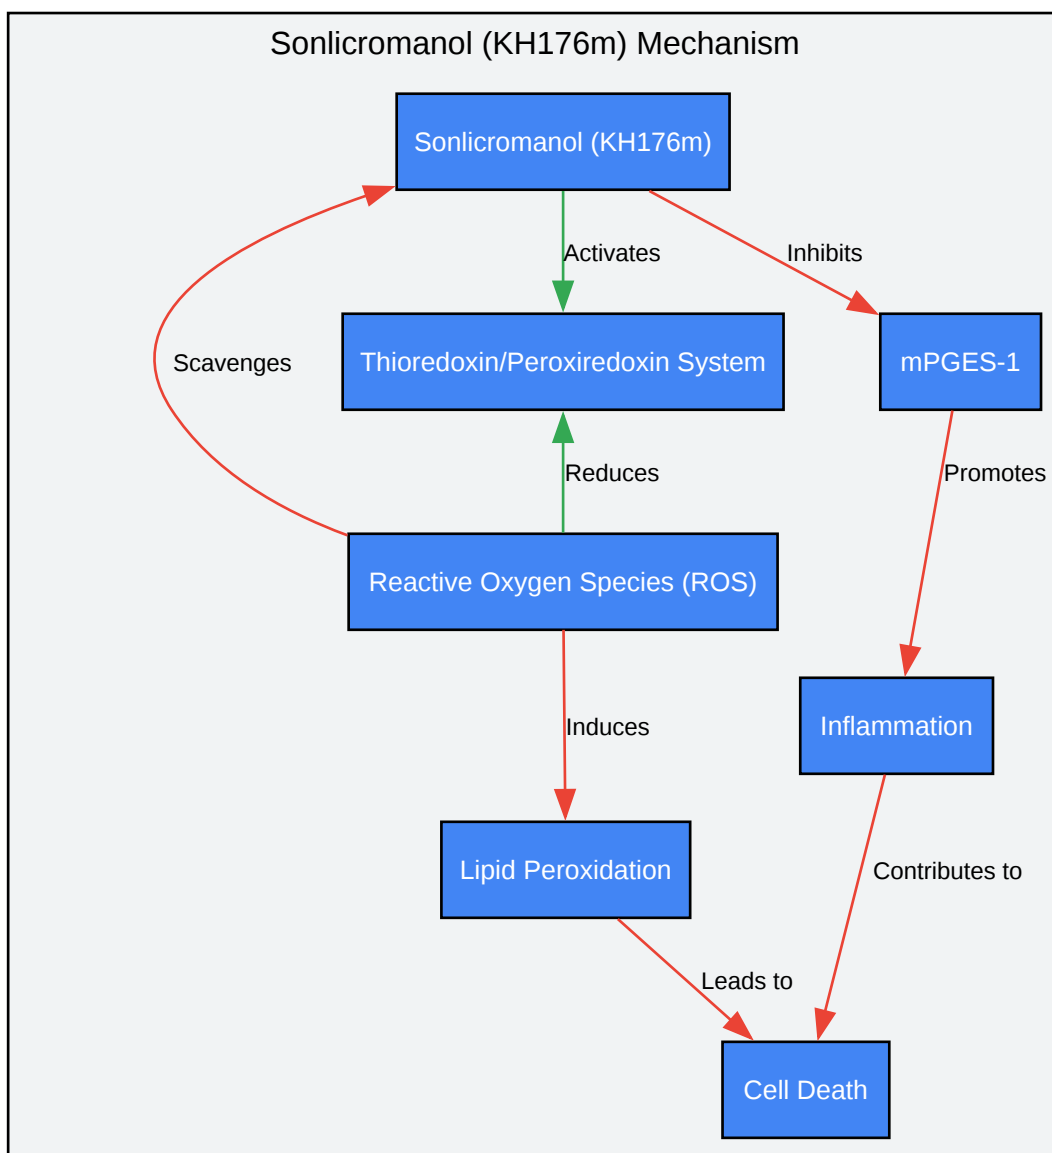 Sonlicromanol (KH176m) Mechanism
Sonlicromanol (KH176m)
Activates
Inhibits
Scavenges
Thioredoxin/Peroxiredoxin System
mPGES-1
Reduces
Promotes
Reactive Oxygen Species (ROS)
Induces
Inflammation
Lipid Peroxidation
Contributes to
Leads to
Cell Death